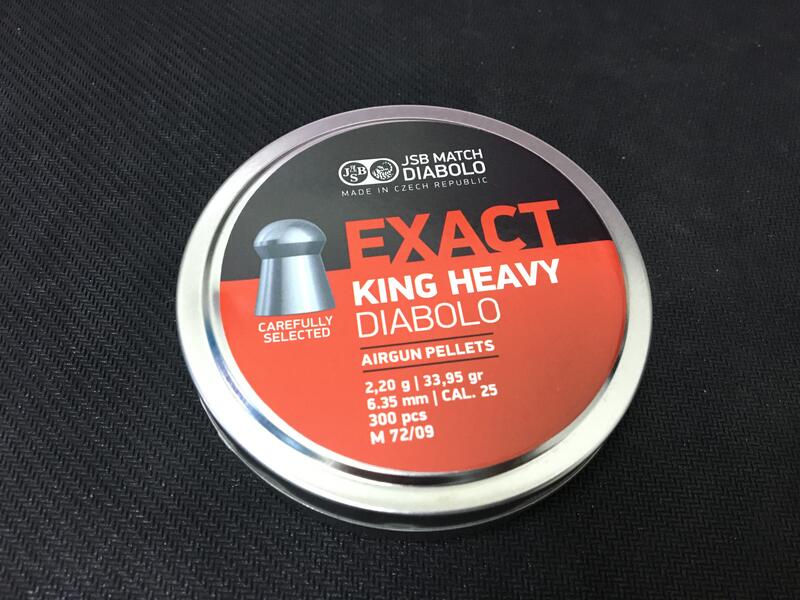 JSB
JSB MATCH
DIABOLO
MADE IN CZECH REPUBLIC
EXACT
KING HEAVY
DIABOLO
CAREFULLY
SELECTED
AIRGUN PELLETS
2,20 g | 33,95 gr
6.35 mm | CAL. 25
300 pcs
M 72/09